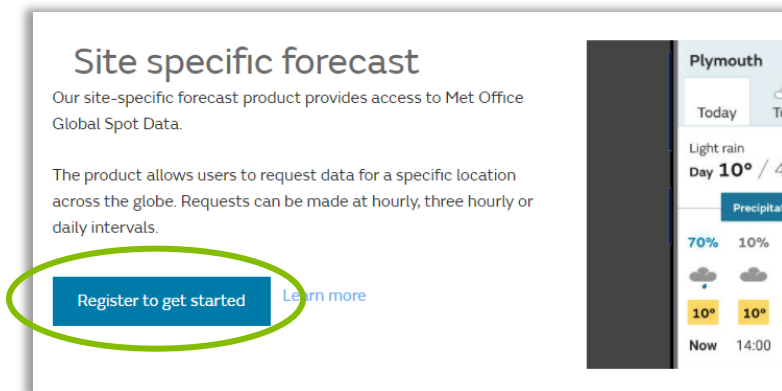 Site specific forecast
Our site-specific forecast product provides access to Met Office
Global Spot Data.
The product allows users to request data for a specific location
across the globe. Requests can be made at hourly, three hourly or
daily intervals.
Register to get started
Learn more
Plymouth
Today
Light rain
Day 10° /
70% 10%
10° 10°
Now 14:00